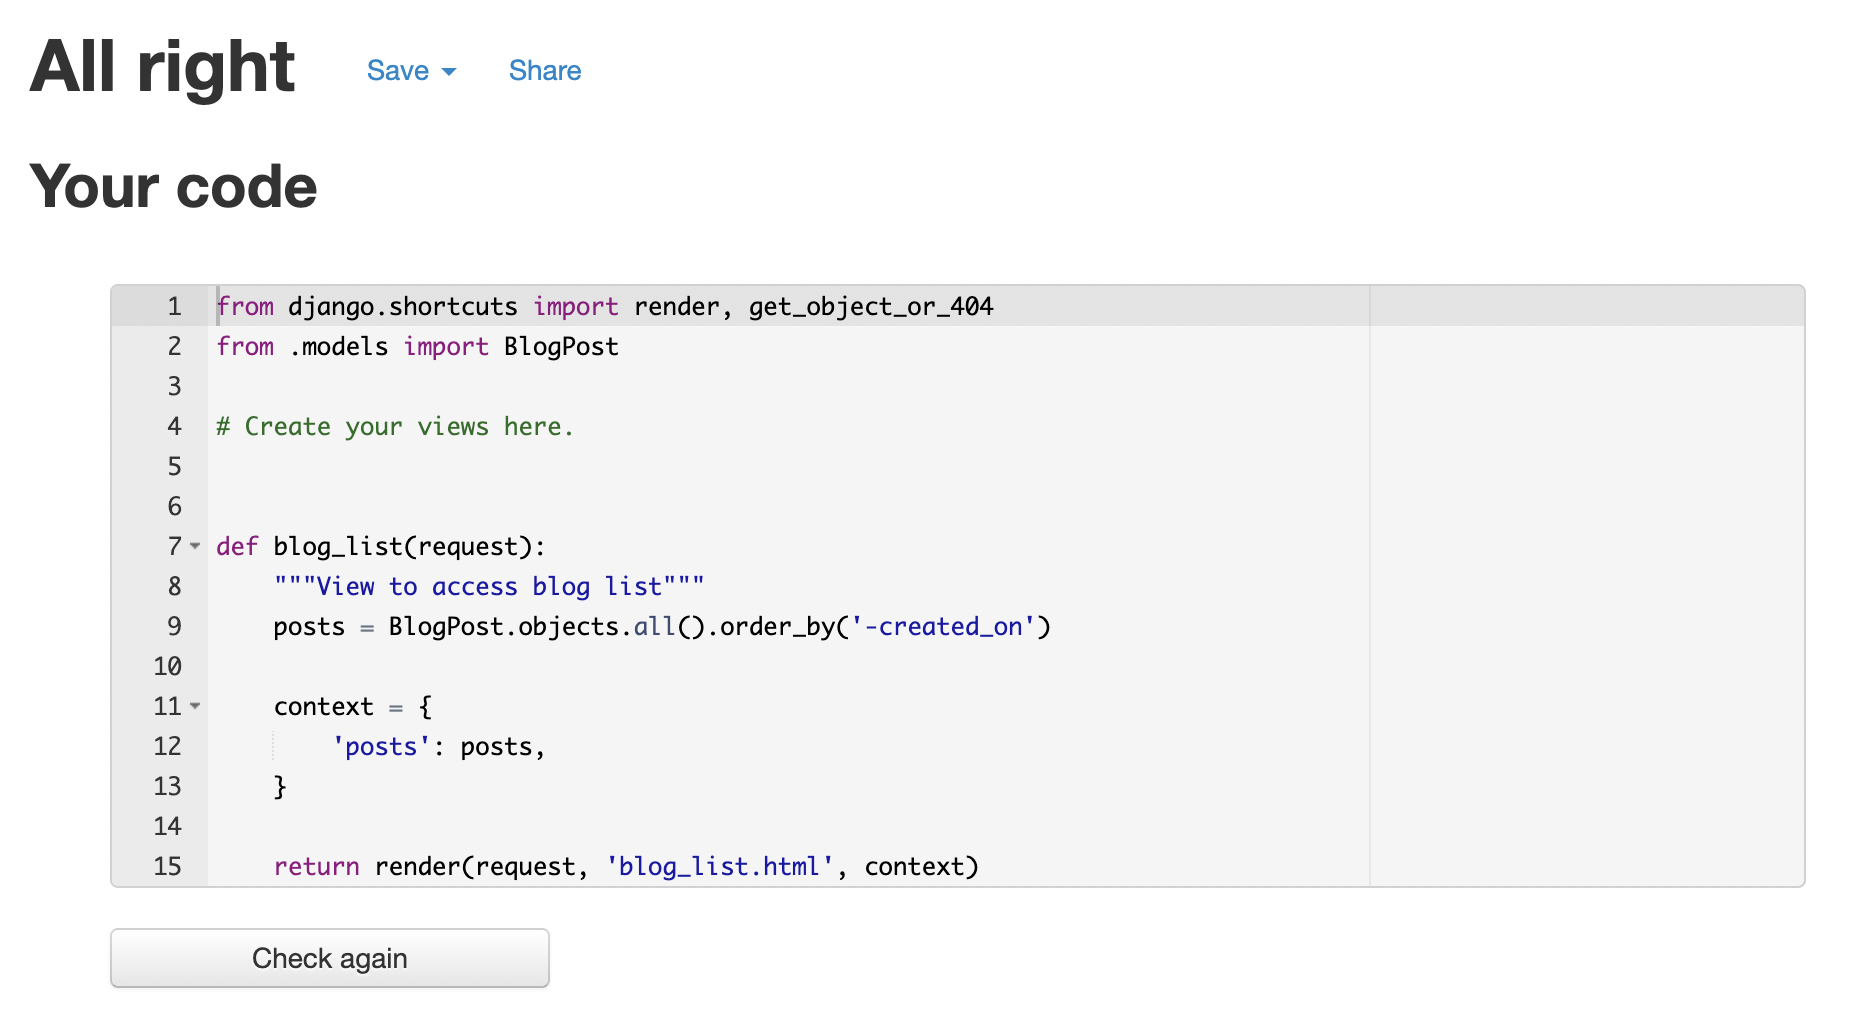 All right Save Share
Your code
1 from django.shortcuts import render, get_object_or_404
2 from .models import BlogPost
3
4 # Create your views here.
5
6
7 def blog_list(request):
8     """View to access blog list"""
9     posts = BlogPost.objects.all().order_by('-created_on')
10
11     context = {
12         'posts': posts,
13     }
14
15     return render(request, 'blog_list.html', context)
Check again